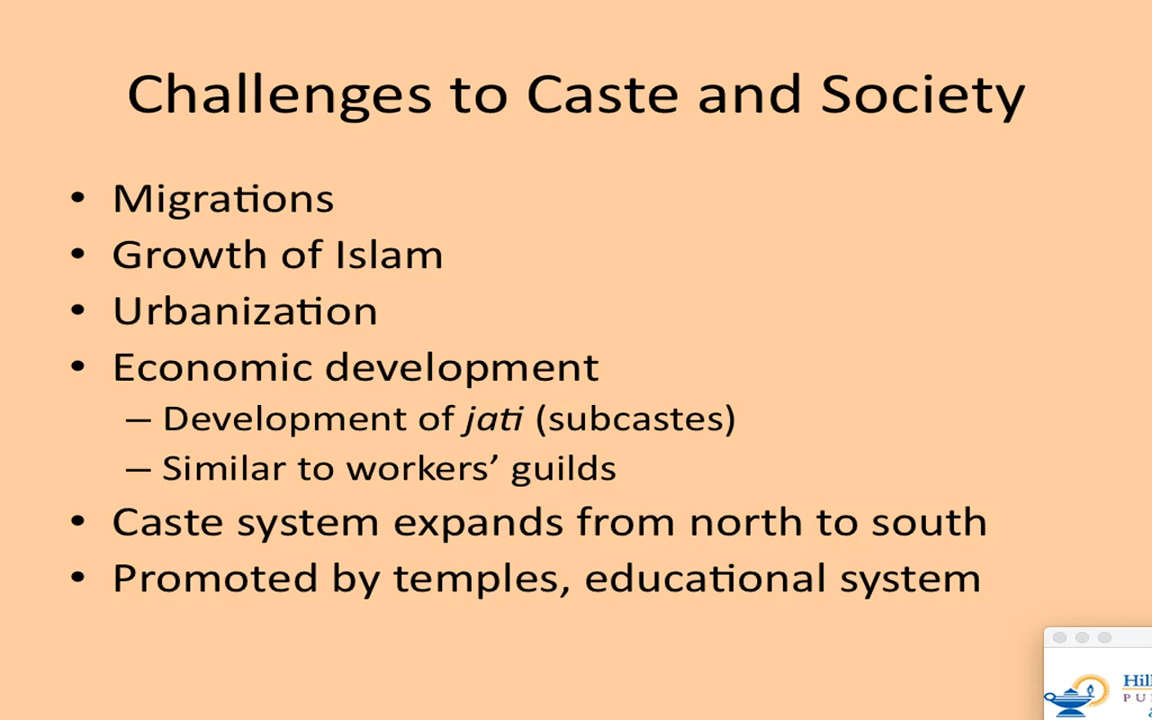 Challenges to Caste and Society
• Migrations
• Growth of Islam
• Urbanization
• Economic development
– Development of jati (subcastes)
– Similar to workers’ guilds
• Caste system expands from north to south
• Promoted by temples, educational system